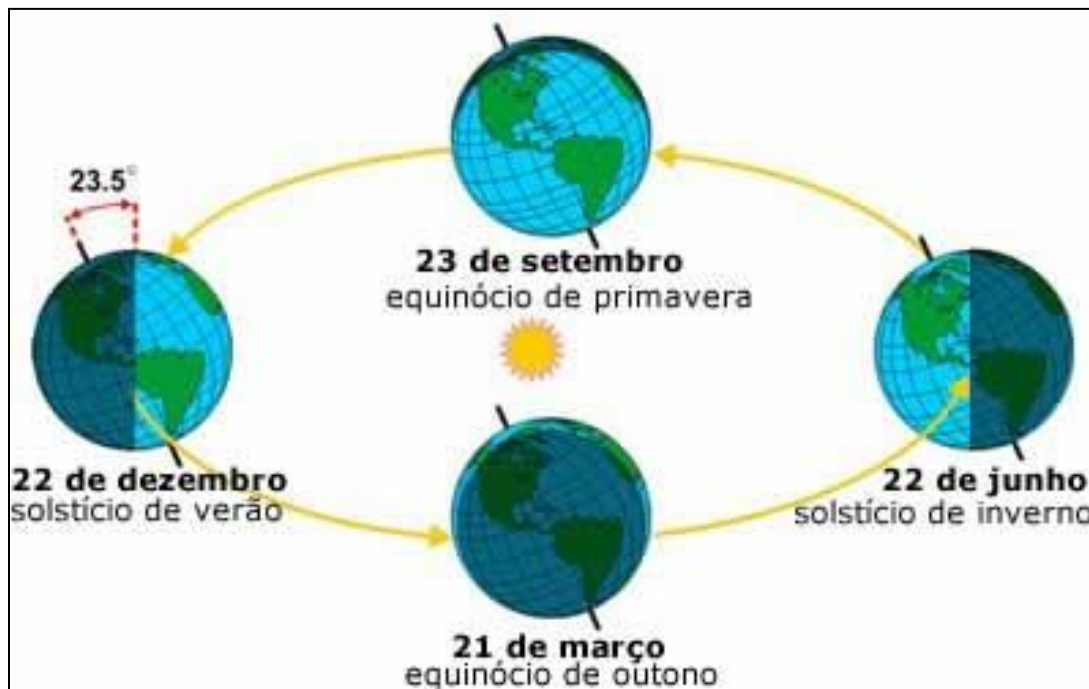 23.5°
23 de setembro
equinócio de primavera
22 de dezembro
solstício de verão
22 de junho
solstício de inverno
21 de março
equinócio de outono